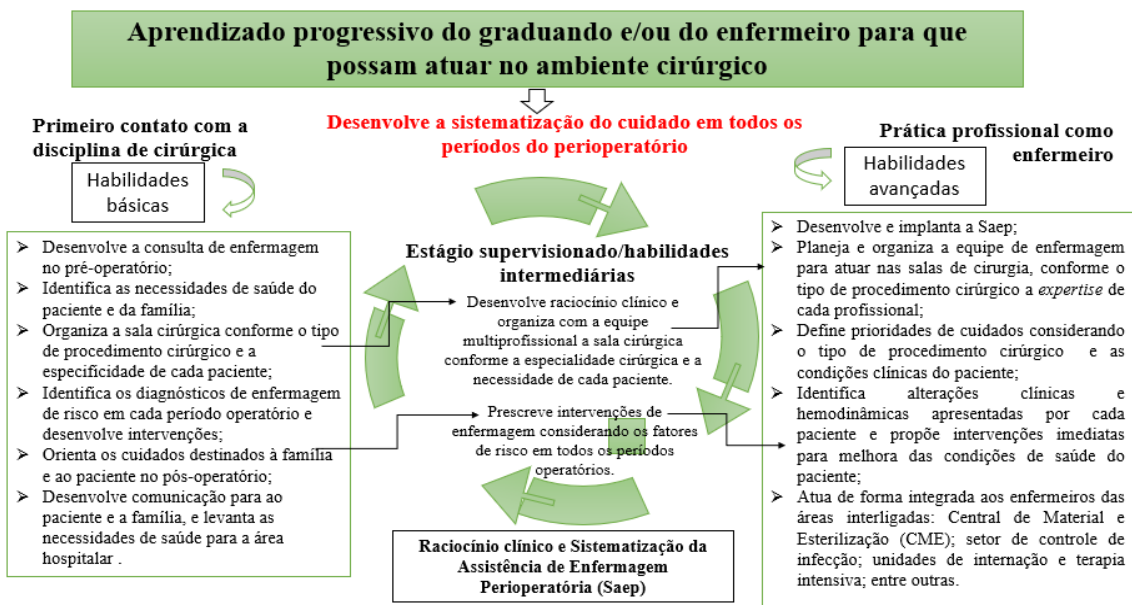 Aprendizado progressivo do graduando e/ou do enfermeiro para que
possam atuar no ambiente cirúrgico
Primeiro contato com a
disciplina de cirúrgica
Habilidades
básicas
➢ Desenvolve a consulta de enfermagem
no pré-operatório;
➢ Identifica as necessidades de saúde do
paciente e da família;
➢ Organiza a sala cirúrgica conforme o tipo
de procedimento cirúrgico e a
especificidade de cada paciente;
➢ Identifica os diagnósticos de enfermagem
de risco em cada período operatório e
desenvolve intervenções;
➢ Orienta os cuidados destinados à família
e ao paciente no pós-operatório;
➢ Desenvolve comunicação para ao
paciente e a família, e levanta as
necessidades de saúde para a área
hospitalar .
Desenvolve a sistematização do cuidado em todos os
períodos do perioperatório
Estágio supervisionado/habilidades
intermediárias
Desenvolve raciocínio clínico e
organiza com a equipe
multiprofissional a sala cirúrgica
conforme a especialidade cirúrgica e a
necessidade de cada paciente.
Prescreve intervenções de
enfermagem considerando os fatores
de risco em todos os períodos
operatórios.
Raciocínio clínico e Sistematização da
Assistência de Enfermagem
Perioperatória (Saep)
Prática profissional como
enfermeiro
Habilidades
avançadas
➢ Desenvolve e implanta a Saep;
➢ Planeja e organiza a equipe de enfermagem
para atuar nas salas de cirurgia, conforme o
tipo de procedimento cirúrgico a expertise de
cada profissional;
➢ Define prioridades de cuidados considerando
o tipo de procedimento cirúrgico e as
condições clínicas do paciente;
➢ Identifica alterações clínicas e
hemodinâmicas apresentadas por cada
paciente e propõe intervenções imediatas
para melhora das condições de saúde do
paciente;
➢ Atua de forma integrada aos enfermeiros das
áreas interligadas: Central de Material e
Esterilização (CME); setor de controle de
infecção; unidades de internação e terapia
intensiva; entre outras.